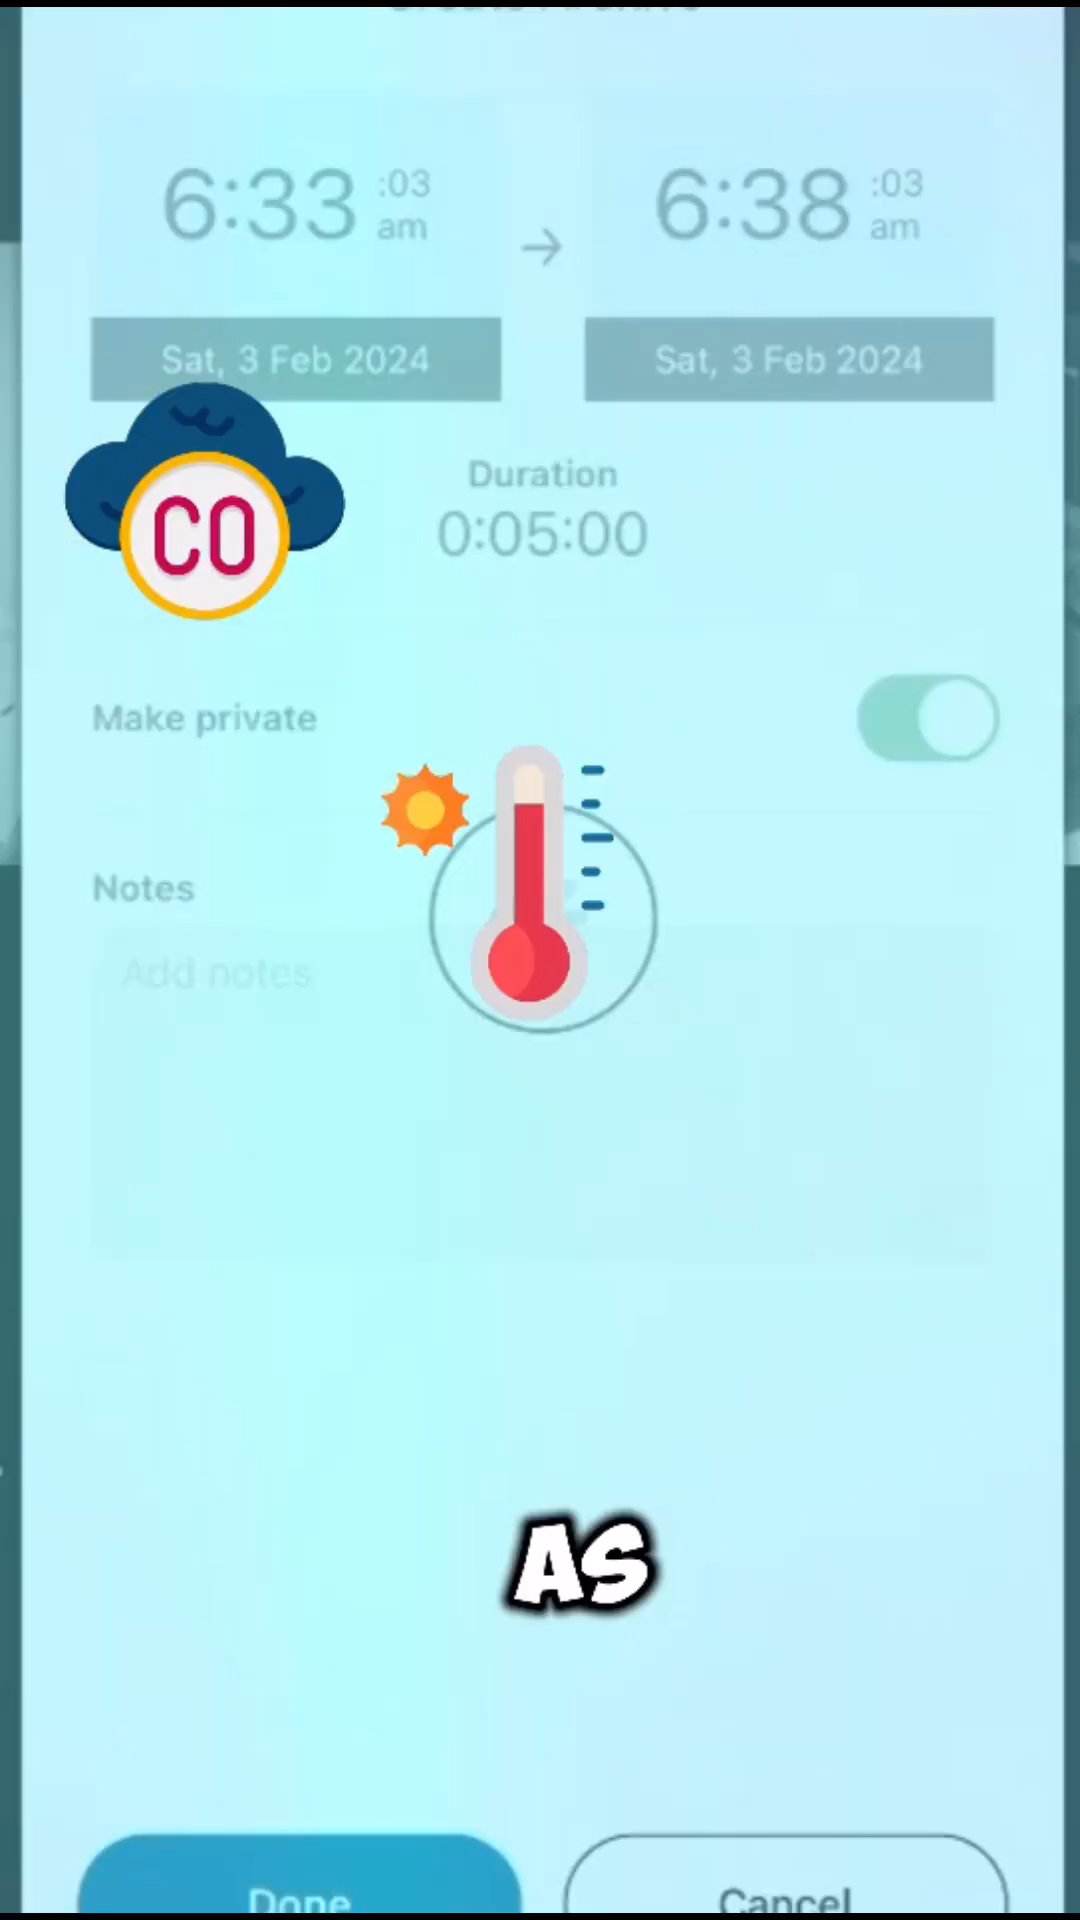 6:33 :03 am → 6:38 :03 am
Sat, 3 Feb 2024 Sat, 3 Feb 2024
CO
Duration
0:05:00
Make private
Notes
Add notes
AS
Done Cancel